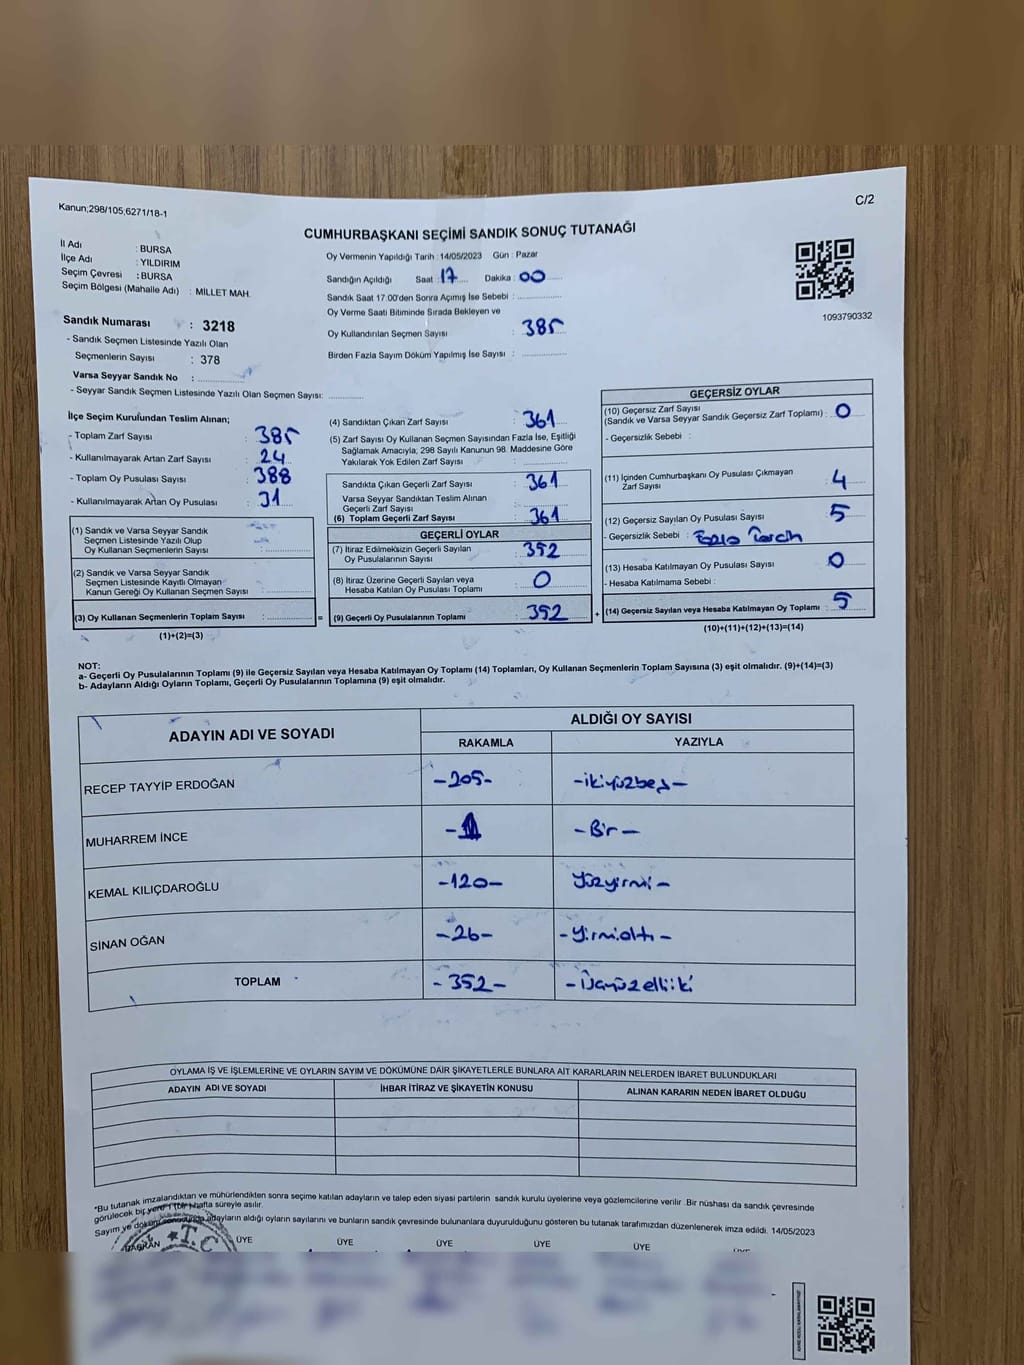 Kanun;298/105,6271/18-1
C/2
CUMHURBAŞKANI SEÇİMİ SANDIK SONUÇ TUTANAĞI
İl Adı : BURSA
İlçe Adı : YILDIRIM
Seçim Çevresi : BURSA
Seçim Bölgesi (Mahalle Adı) : MİLLET MAH.
Oy Vermenin Yapıldığı Tarih : 14/05/2023 Gün : Pazar
Sandığın Açıldığı Saat : 17 Dakika : 00
Sandık Saat 17.00'den Sonra Açımış İse Sebebi :
Oy Verme Saati Bitiminde Sırada Bekleyen ve
Oy Kullandırılan Seçmen Sayısı : 385
Birden Fazla Sayım Döküm Yapılmış İse Sayısı :
1093790332
Sandık Numarası : 3218
- Sandık Seçmen Listesinde Yazılı Olan
Seçmenlerin Sayısı : 378
Varsa Seyyar Sandık No :
- Seyyar Sandık Seçmen Listesinde Yazılı Olan Seçmen Sayısı:
İlçe Seçim Kurulundan Teslim Alınan;
- Toplam Zarf Sayısı : 385
- Kullanılmayarak Artan Zarf Sayısı : 24
- Toplam Oy Pusulası Sayısı : 388
- Kullanılmayarak Artan Oy Pusulası : 31
(1) Sandık ve Varsa Seyyar Sandık
Seçmen Listesinde Yazılı Olup
Oy Kullanan Seçmenlerin Sayısı :
(2) Sandık ve Varsa Seyyar Sandık
Seçmen Listesinde Kayıtlı Olmayan
Kanun Gereği Oy Kullanan Seçmen Sayısı :
(3) Oy Kullanan Seçmenlerin Toplam Sayısı : =
(1)+(2)=(3)
(4) Sandıktan Çıkan Zarf Sayısı : 361
(5) Zarf Sayısı Oy Kullanan Seçmen Sayısından Fazla İse, Eşitliği
Sağlamak Amacıyla; 298 Sayılı Kanunun 98. Maddesine Göre
Yakılarak Yok Edilen Zarf Sayısı :
Sandıkta Çıkan Geçerli Zarf Sayısı : 361
Varsa Seyyar Sandıktan Teslim Alınan
Geçerli Zarf Sayısı :
(6) Toplam Geçerli Zarf Sayısı : 361
GEÇERLİ OYLAR
(7) İtiraz Edilmeksizin Geçerli Sayılan
Oy Pusulalarının Sayısı : 352
(8) İtiraz Üzerine Geçerli Sayılan veya
Hesaba Katılan Oy Pusulası Toplamı : 0
(9) Geçerli Oy Pusulalarının Toplamı : 352 +
GEÇERSİZ OYLAR
(10) Geçersiz Zarf Sayısı
(Sandık ve Varsa Seyyar Sandık Geçersiz Zarf Toplamı) : 0
- Geçersizlik Sebebi :
(11) İçinden Cumhurbaşkanı Oy Pusulası Çıkmayan
Zarf Sayısı : 4
(12) Geçersiz Sayılan Oy Pusulası Sayısı : 5
- Geçersizlik Sebebi : Fazla Tercih
(13) Hesaba Katılmayan Oy Pusulası Sayısı : 0
- Hesaba Katılmama Sebebi :
(14) Geçersiz Sayılan veya Hesaba Katılmayan Oy Toplamı : 5
(10)+(11)+(12)+(13)=(14)
NOT:
a- Geçerli Oy Pusulalarının Toplamı (9) ile Geçersiz Sayılan veya Hesaba Katılmayan Oy Toplamı (14) Toplamları, Oy Kullanan Seçmenlerin Toplam Sayısına (3) eşit olmalıdır. (9)+(14)=(3)
b- Adayların Aldığı Oyların Toplamı, Geçerli Oy Pusulalarının Toplamına (9) eşit olmalıdır.
ADAYIN ADI VE SOYADI
ALDIĞI OY SAYISI
RAKAMLA YAZIYLA
RECEP TAYYİP ERDOĞAN -205- -ikiyüzbeş-
MUHARREM İNCE -1 -Bir-
KEMAL KILIÇDAROĞLU -120- Yüzyirmi-
SİNAN OĞAN -26- -Yirmialtı-
TOPLAM -352- -Üçyüzelliiki
OYLAMA İŞ VE İŞLEMLERİNE VE OYLARIN SAYIM VE DÖKÜMÜNE DAİR ŞİKAYETLERLE BUNLARA AİT KARARLARIN NELERDEN İBARET BULUNDUKLARI
ADAYIN ADI VE SOYADI İHBAR İTİRAZ VE ŞİKAYETİN KONUSU ALINAN KARARIN NEDEN İBARET OLDUĞU
*Bu tutanak imzalandıktan ve mühürlendikten sonra seçime katılan adayların ve talep eden siyasi partilerin sandık kurulu üyelerine veya gözlemcilerine verilir. Bir nüshası da sandık çevresinde
görülecek bir yere 1 (bir) hafta süreyle asılır.
Sayım ve döküm sonucunda adayların aldığı oyların sayılarını ve bunların sandık çevresinde bulunanlara duyurulduğunu gösteren bu tutanak tarafımızdan düzenlenerek imza edildi. 14/05/2023
BAŞKAN ÜYE ÜYE ÜYE ÜYE ÜYE ÜYE
T.C